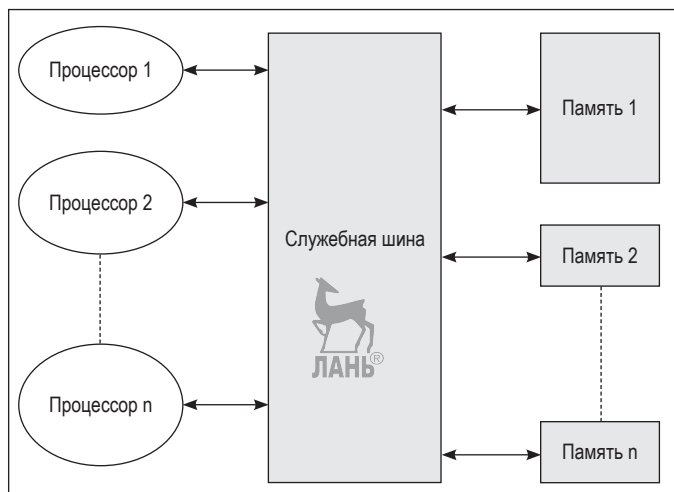 Процессор 1
Процессор 2
Процессор n
Служебная шина
ЛАНЬ®
Память 1
Память 2
Память n